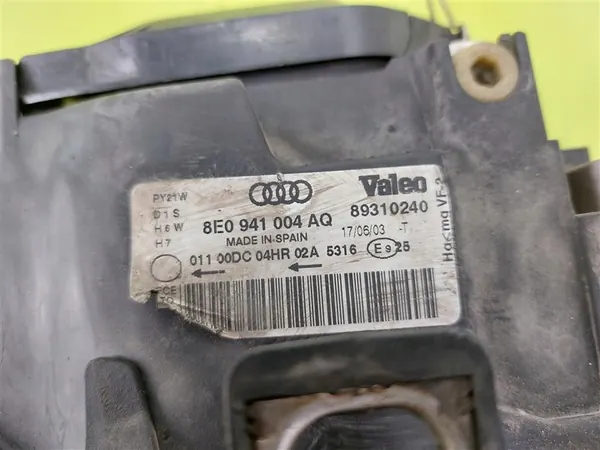 PY21W
D1S
H6W
H7
Valeo
8E0 941 004 AQ
89310240
MADE IN SPAIN
17/06/03 -T
011 00DC 04HR 02A 5316 E9 25